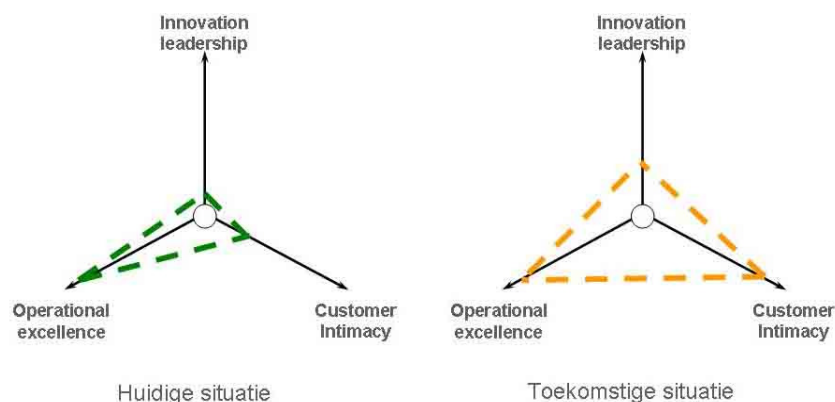 Innovation
leadership
Operational
excellence
Customer
Intimacy
Huidige situatie
Innovation
leadership
Operational
excellence
Customer
Intimacy
Toekomstige situatie